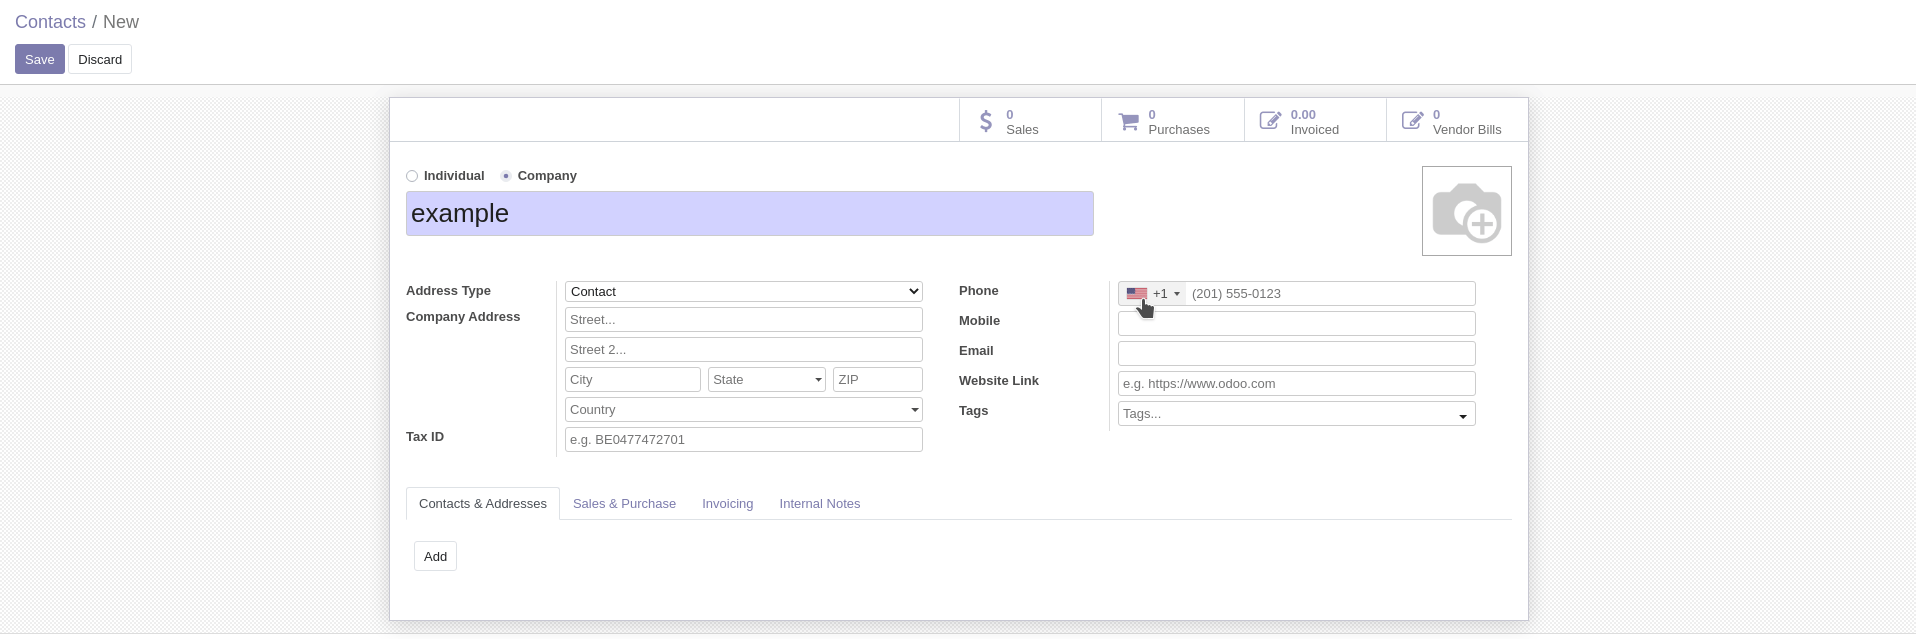 Contacts / New
Save Discard
0
Sales
0
Purchases
0.00
Invoiced
0
Vendor Bills
Individual Company
example
Address Type Contact
Company Address Street...
Street 2...
City State ZIP
Country
Tax ID e.g. BE0477472701
Phone +1 (201) 555-0123
Mobile
Email
Website Link e.g. https://www.odoo.com
Tags Tags...
Contacts & Addresses Sales & Purchase Invoicing Internal Notes
Add